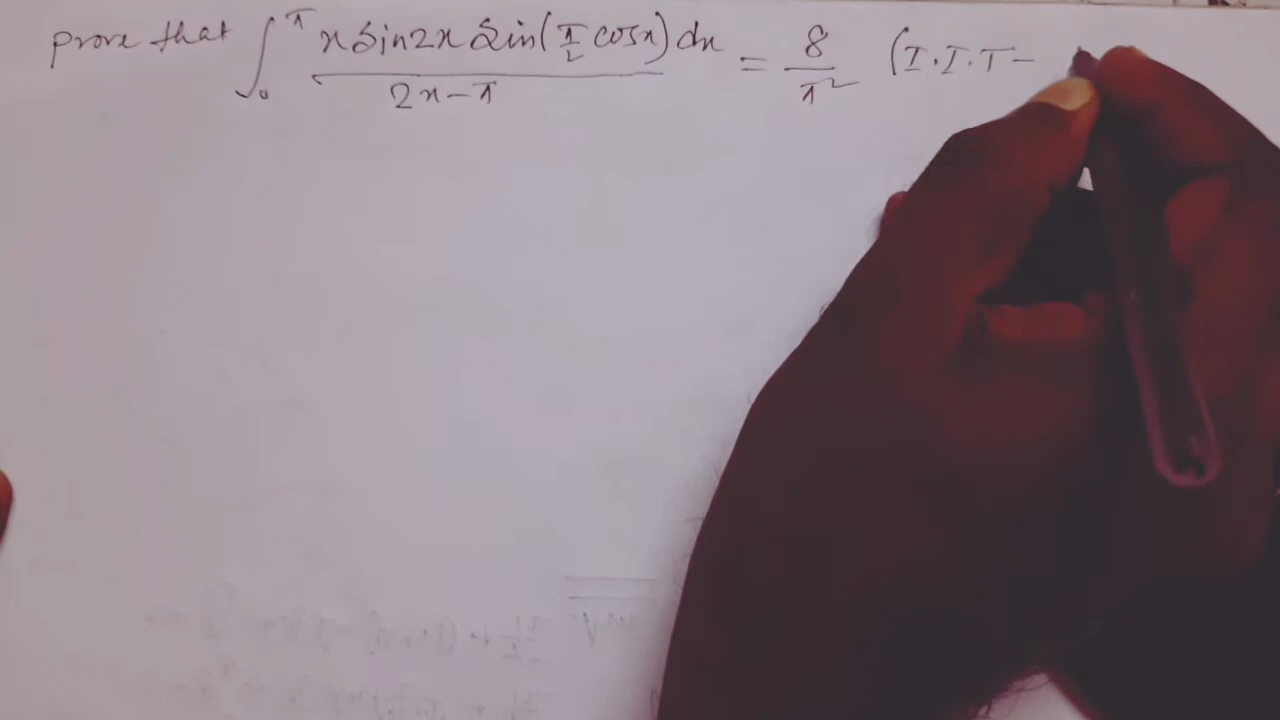 prove that ∫₀^π x sin2x sin(π/2 cosx) dx / 2x-π = 8/π² (I.I.T-